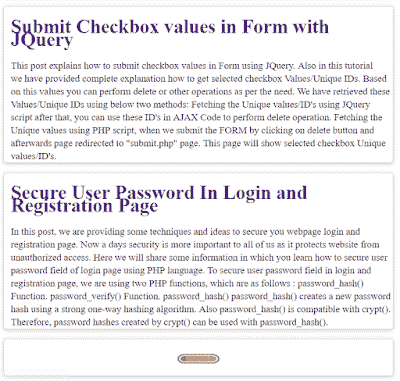 Submit Checkbox values in Form with
JQuery
This post explains how to submit checkbox values in Form using JQuery. Also in this tutorial
we have provided complete explanation how to get selected checkbox Values/Unique IDs. Based
on this values you can perform delete or other operations as per the need. We have retrieved these
Values/Unique IDs using below two methods: Fetching the Unique values/ID's using JQuery
script after that, you can use these ID's in AJAX Code to perform delete operation. Fetching the
Unique values using PHP script, when we submit the FORM by clicking on delete button and
afterwards page redirected to "submit.php" page. This page will show selected checkbox Unique
values/ID's.
Secure User Password In Login and
Registration Page
In this post, we are providing some techniques and ideas to secure you webpage login and
registration page. Now a days security is more important to all of us as it protects website from
unauthorized access. Here we will share some information in which you learn how to secure user
password field of login page using PHP language. To secure user password field in login and
registration page, we are using two PHP functions, which are as follows : password_hash()
Function. password_verify() Function. password_hash() password_hash() creates a new password
hash using a strong one-way hashing algorithm. Also password_hash() is compatible with crypt().
Therefore, password hashes created by crypt() can be used with password_hash().